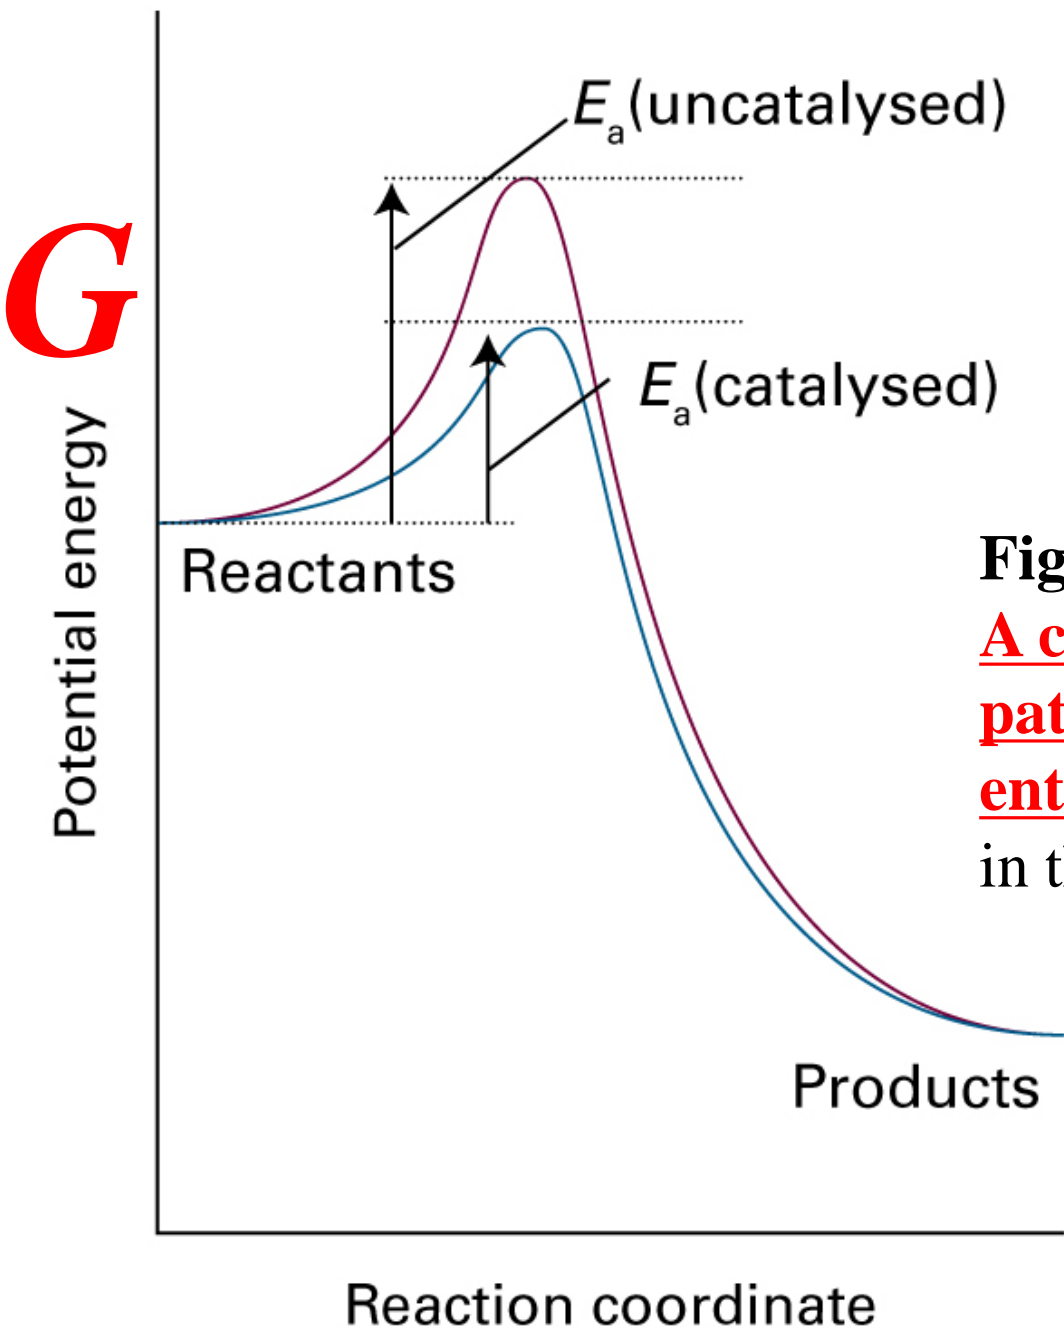 Ea(uncatalysed)
G
Ea(catalysed)
Potential energy
Reactants
Fig
A c
pat
ent
in t
Products
Reaction coordinate